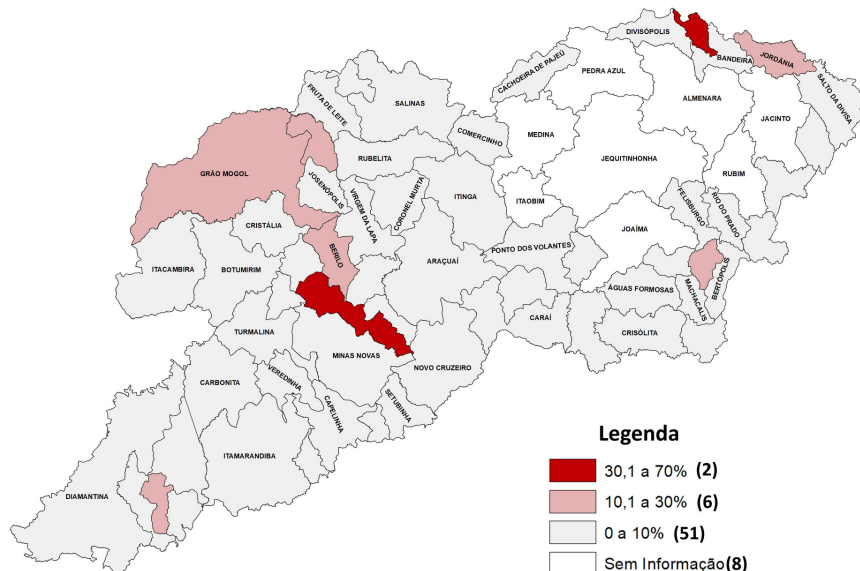 DIVISÓPOLIS
BANDEIRA
JORDÂNIA
SALTO DA DIVISA
CACHOEIRA DE PAJEÚ
PEDRA AZUL
ALMENARA
JACINTO
FRUTA DE LEITE
SALINAS
COMERCINHO
MEDINA
JEQUITINHONHA
RUBIM
GRÃO MOGOL
RUBELITA
JOSENÓPOLIS
VIRGEM DA LAPA
CORONEL MURTA
ITINGA
ITAOBIM
FELISBURGO
RIO DO PRADO
CRISTÁLIA
JOAÍMA
BERILO
ARAÇUAÍ
PONTO DOS VOLANTES
ITACAMBIRA
BOTUMIRIM
ÁGUAS FORMOSAS
MACHACALIS
BERTÓPOLIS
TURMALINA
CARAÍ
CRISÓLITA
MINAS NOVAS
NOVO CRUZEIRO
CARBONITA
VEREDINHA
CAPELINHA
SETUBINHA
ITAMARANDIBA
DIAMANTINA
Legenda
30,1 a 70% (2)
10,1 a 30% (6)
0 a 10% (51)
Sem Informação(8)